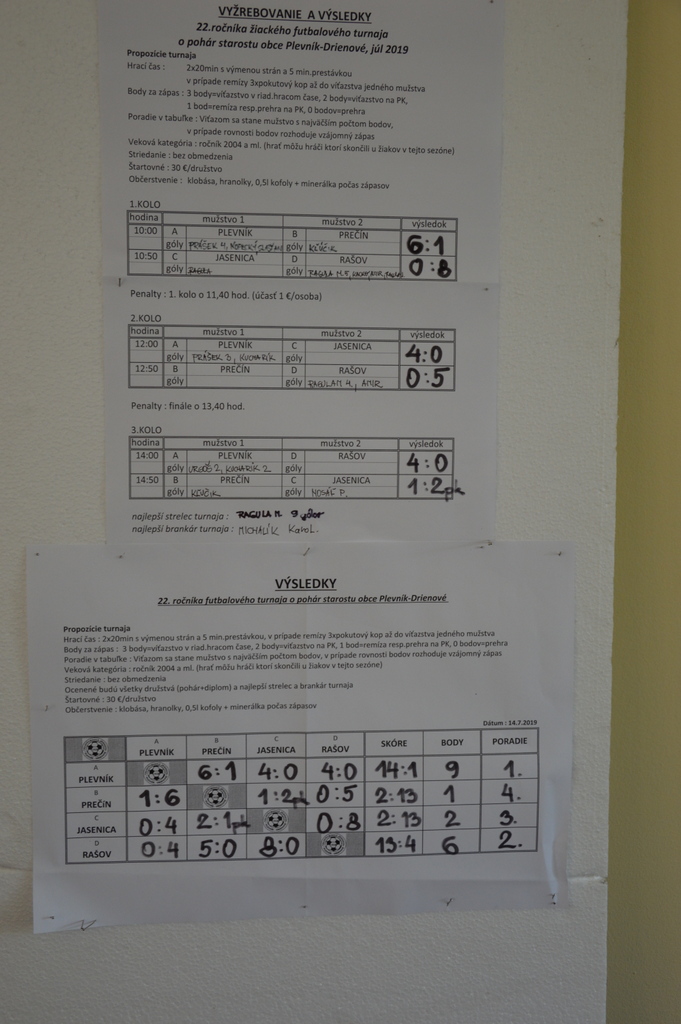 VYŽREBOVANIE A VÝSLEDKY
22.ročníka žiackeho futbalového turnaja
o pohár starostu obce Plevník-Drienové, júl 2019
Propozície turnaja
Hrací čas : 2x20min s výmenou strán a 5 min.prestávkou
v prípade remízy 3xpokutový kop až do víťazstva jedného mužstva
Body za zápas : 3 body=víťazstvo v riad.hracom čase, 2 body=víťazstvo na PK,
1 bod=remíza resp.prehra na PK, 0 bodov=prehra
Poradie v tabuľke : Víťazom sa stane mužstvo s najväčším počtom bodov,
v prípade rovnosti bodov rozhoduje vzájomný zápas
Veková kategória : ročník 2004 a ml. (hrať môžu hráči ktorí skončili u žiakov v tejto sezóne)
Striedanie : bez obmedzenia
Štartovné : 30 €/družstvo
Občerstvenie : klobása, hranolky, 0,5l kofoly + minerálka počas zápasov
1.KOLO
hodina mužstvo 1 mužstvo 2 výsledok
10:00 A PLEVNÍK B PREČÍN 6:1
góly PRÁŠEK 4, góly KĽÚČIK
10:50 C JASENICA D RAŠOV 0:8
góly góly RAGULA M.
Penalty : 1. kolo o 11,40 hod. (účasť 1 €/osoba)
2.KOLO
hodina mužstvo 1 mužstvo 2 výsledok
12:00 A PLEVNÍK C JASENICA 4:0
góly PRÁŠEK 3, KUCHARÍK góly
12:50 B PREČÍN D RAŠOV 0:5
góly góly RAGULA M 4, AMIR
Penalty : finále o 13,40 hod.
3.KOLO
hodina mužstvo 1 mužstvo 2 výsledok
14:00 A PLEVNÍK D RAŠOV 4:0
góly 2, KUCHARÍK 2 góly
14:50 B PREČÍN C JASENICA 1:2pk
góly KĽÚČIK góly MOSÁT P.
najlepší strelec turnaja : RAGULA M. 9 gólov
najlepší brankár turnaja : MICHALÍK Karol.
VÝSLEDKY
22. ročníka futbalového turnaja o pohár starostu obce Plevník-Drienové
Propozície turnaja
Hrací čas : 2x20min s výmenou strán a 5 min.prestávkou, v prípade remízy 3xpokutový kop až do víťazstva jedného mužstva
Body za zápas : 3 body=víťazstvo v riad.hracom čase, 2 body=víťazstvo na PK, 1 bod=remíza resp.prehra na PK, 0 bodov=prehra
Poradie v tabuľke : Víťazom sa stane mužstvo s najväčším počtom bodov, v prípade rovnosti bodov rozhoduje vzájomný zápas
Veková kategória : ročník 2004 a ml. (hrať môžu hráči ktorí skončili u žiakov v tejto sezóne)
Striedanie : bez obmedzenia
Ocenené budú všetky družstvá (pohár+diplom) a najlepší strelec a brankár turnaja
Štartovné : 30 €/družstvo
Občerstvenie : klobása, hranolky, 0,5l kofoly + minerálka počas zápasov
Dátum : 14.7.2019
A PLEVNÍK B PREČÍN C JASENICA D RAŠOV SKÓRE BODY PORADIE
A PLEVNÍK 6:1 4:0 4:0 14:1 9 1.
B PREČÍN 1:6 1:2pk 0:5 2:13 1 4.
C JASENICA 0:4 2:1pk 0:8 2:13 2 3.
D RAŠOV 0:4 5:0 8:0 13:4 6 2.